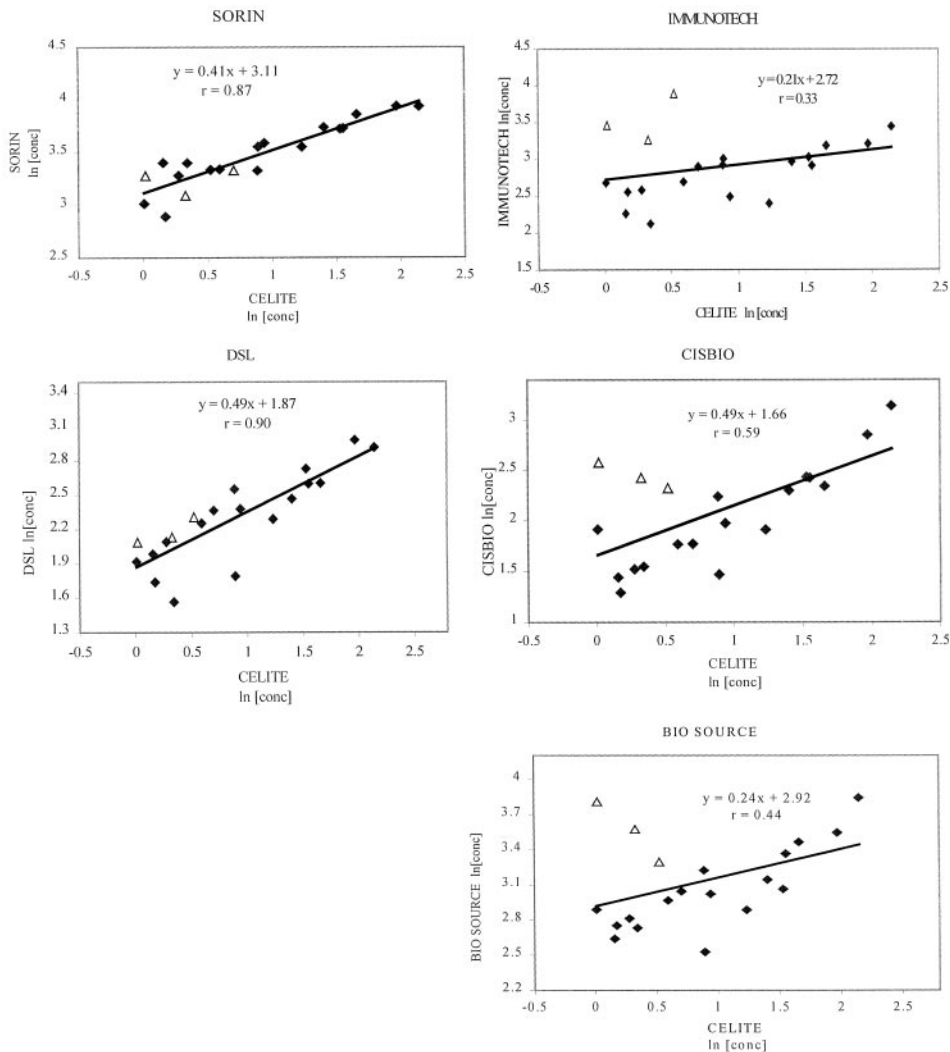 SORIN
4.5
y = 0.41x + 3.11
r = 0.87
4
SORIN
ln [conc]
3.5
3
2.5
-0.5 0 0.5 1 1.5 2 2.5
CELITE
ln [conc]
IMMUNOTECH
4.5
y=0.21x+2.72
r=0.33
4
3.5
IMMUNOTECH ln[conc]
3
2.5
2
1.5
-0.5 0 0.5 1 1.5 2 2.5
CELITE ln [conc]
DSL
3.4
y = 0.49x + 1.87
r = 0.90
3.1
2.8
DSL ln[conc]
2.5
2.2
1.9
1.6
1.3
-0.5 0 0.5 1 1.5 2 2.5
CELITE
ln [conc]
CISBIO
y = 0.49x + 1.66
r = 0.59
3
2.5
CISBIO ln[conc]
2
1.5
1
-0.5 0 0.5 1 1.5 2 2.5
CELITE
ln [conc]
BIO SOURCE
4
y = 0.24x + 2.92
r = 0.44
3.7
3.4
BIO SOURCE ln[conc]
3.1
2.8
2.5
2.2
-0.5 0 0.5 1 1.5 2 2.5
CELITE
ln [conc]